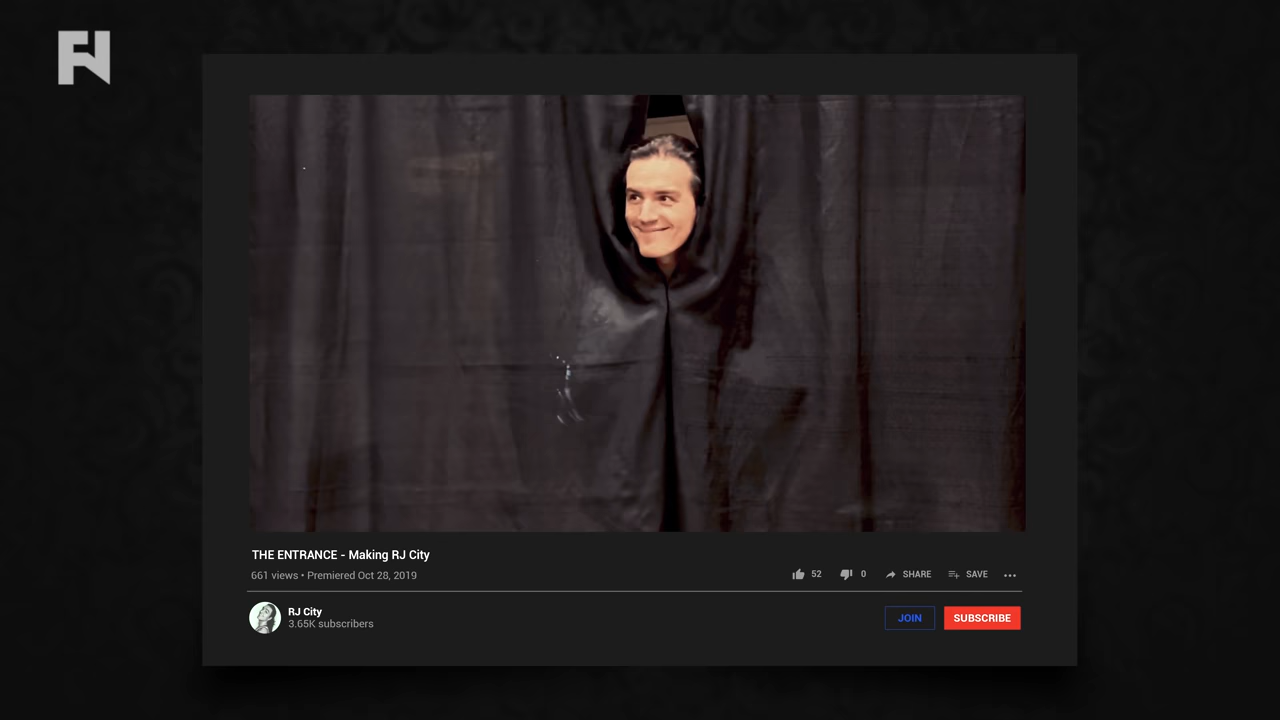 FN
THE ENTRANCE - Making RJ City
661 views • Premiered Oct 28, 2019
52
0
SHARE
SAVE
RJ City
3.65K subscribers
JOIN
SUBSCRIBE